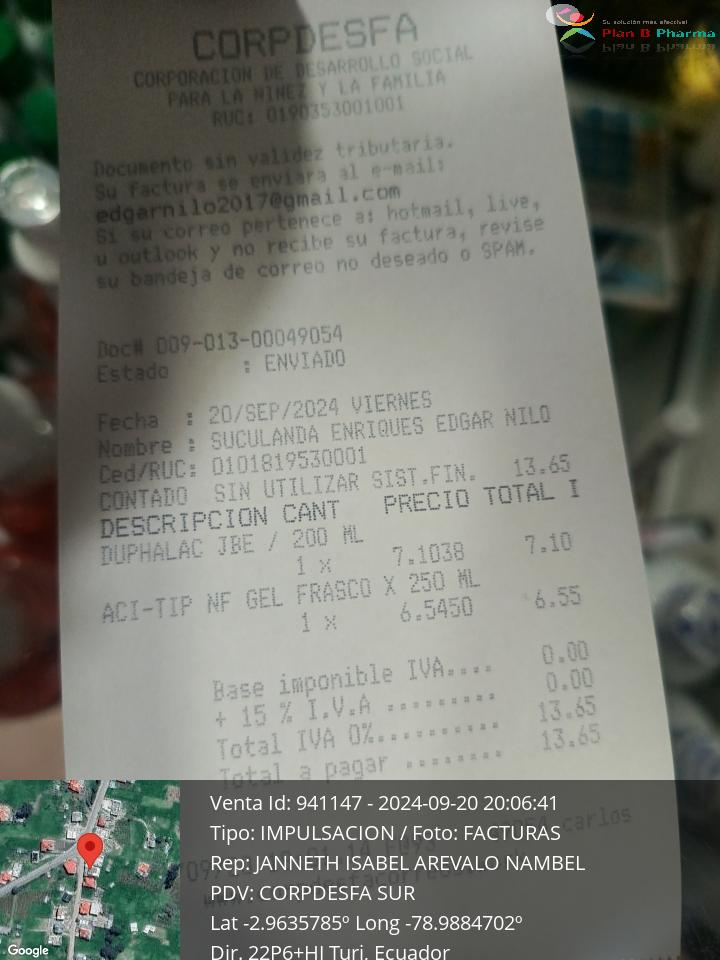 Su solución mas efectiva!
Plan B Pharma
CORPDESFA
CORPORACION DE DESARROLLO SOCIAL
PARA LA NINEZ Y LA FAMILIA
RUC: 0190353001001
Documento sin validez tributaria.
Su factura se enviara al e-mail:
edgarnilo2017@gmail.com
Si su correo pertenece a: hotmail, live,
u outlook y no recibe su factura, revise
su bandeja de correo no deseado o SPAM.
Doc# 009-013-00049054
Estado : ENVIADO
Fecha : 20/SEP/2024 VIERNES
Nombre : SUCULANDA ENRIQUES EDGAR NILO
Ced/RUC: 0101819530001
CONTADO SIN UTILIZAR SIST.FIN. 13.65
DESCRIPCION CANT PRECIO TOTAL I
DUPHALAC JBE / 200 ML
1 x 7.1038 7.10
ACI-TIP NF GEL FRASCO X 250 ML
1 x 6.5450 6.55
Base imponible IVA.... 0.00
+ 15 % I.V.A ......... 0.00
Total IVA 0%.......... 13.65
Total a pagar ........ 13.65
carlos
Venta Id: 941147 - 2024-09-20 20:06:41
Tipo: IMPULSACION / Foto: FACTURAS
Rep: JANNETH ISABEL AREVALO NAMBEL
PDV: CORPDESFA SUR
Lat -2.9635785º Long -78.9884702º
Dir. 22P6+HJ Turi, Ecuador
Google